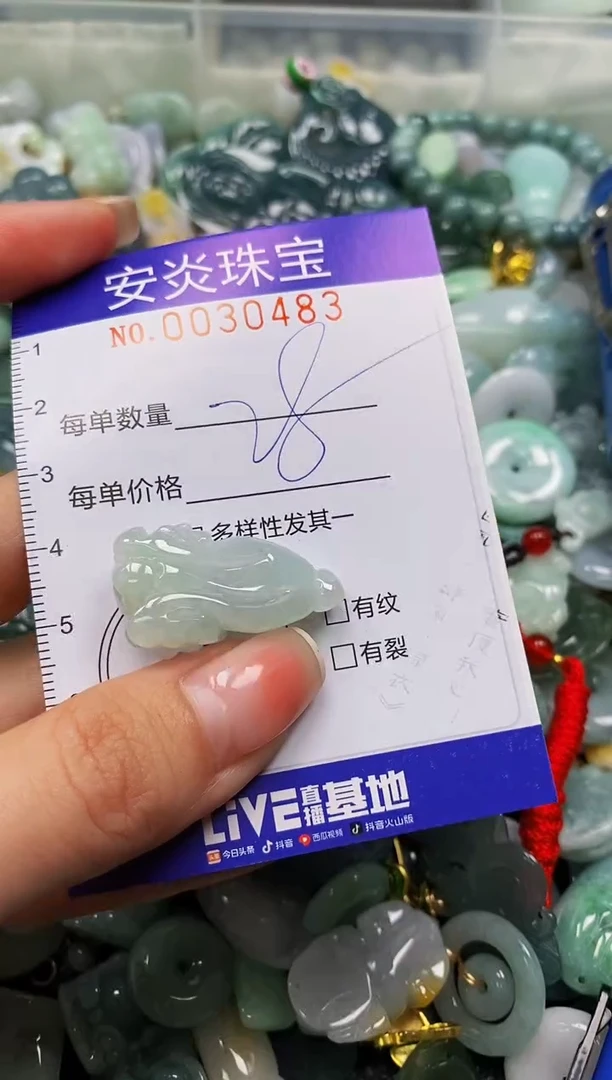 安炎珠宝
NO.0030483
1
2
每单数量
28
3
每单价格
4
多样性发其一
5
□有纹
□有裂
LiVE直播基地
头条 今日头条 抖音 西瓜视频 抖音火山版